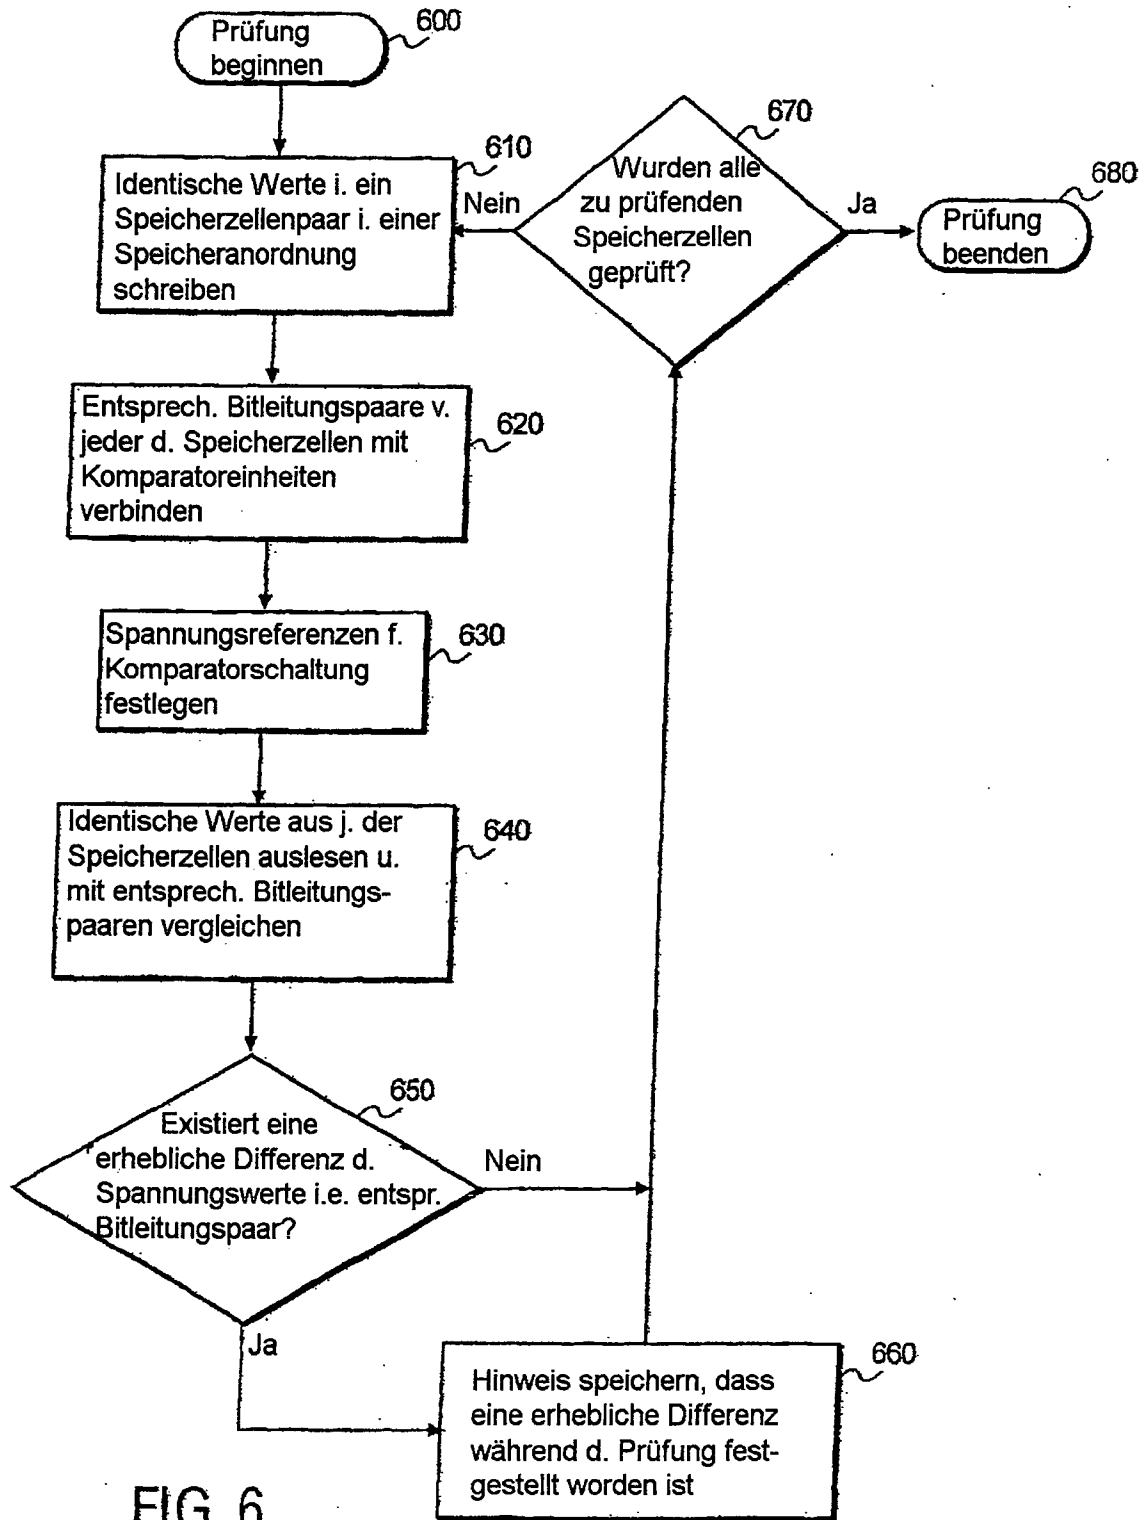 Prüfung
beginnen
600
610
Identische Werte i. ein
Speicherzellenpaar i. einer
Speicheranordnung
schreiben
Nein
670
Wurden alle
zu prüfenden
Speicherzellen
geprüft?
Ja
680
Prüfung
beenden
Entsprech. Bitleitungspaare v.
jeder d. Speicherzellen mit
Komparatoreinheiten
verbinden
620
Spannungsreferenzen f.
Komparatorschaltung
festlegen
630
Identische Werte aus j. der
Speicherzellen auslesen u.
mit entsprech. Bitleitungs-
paaren vergleichen
640
650
Existiert eine
erhebliche Differenz d.
Spannungswerte i.e. entspr.
Bitleitungspaar?
Nein
Ja
660
Hinweis speichern, dass
eine erhebliche Differenz
während d. Prüfung fest-
gestellt worden ist
FIG. 6